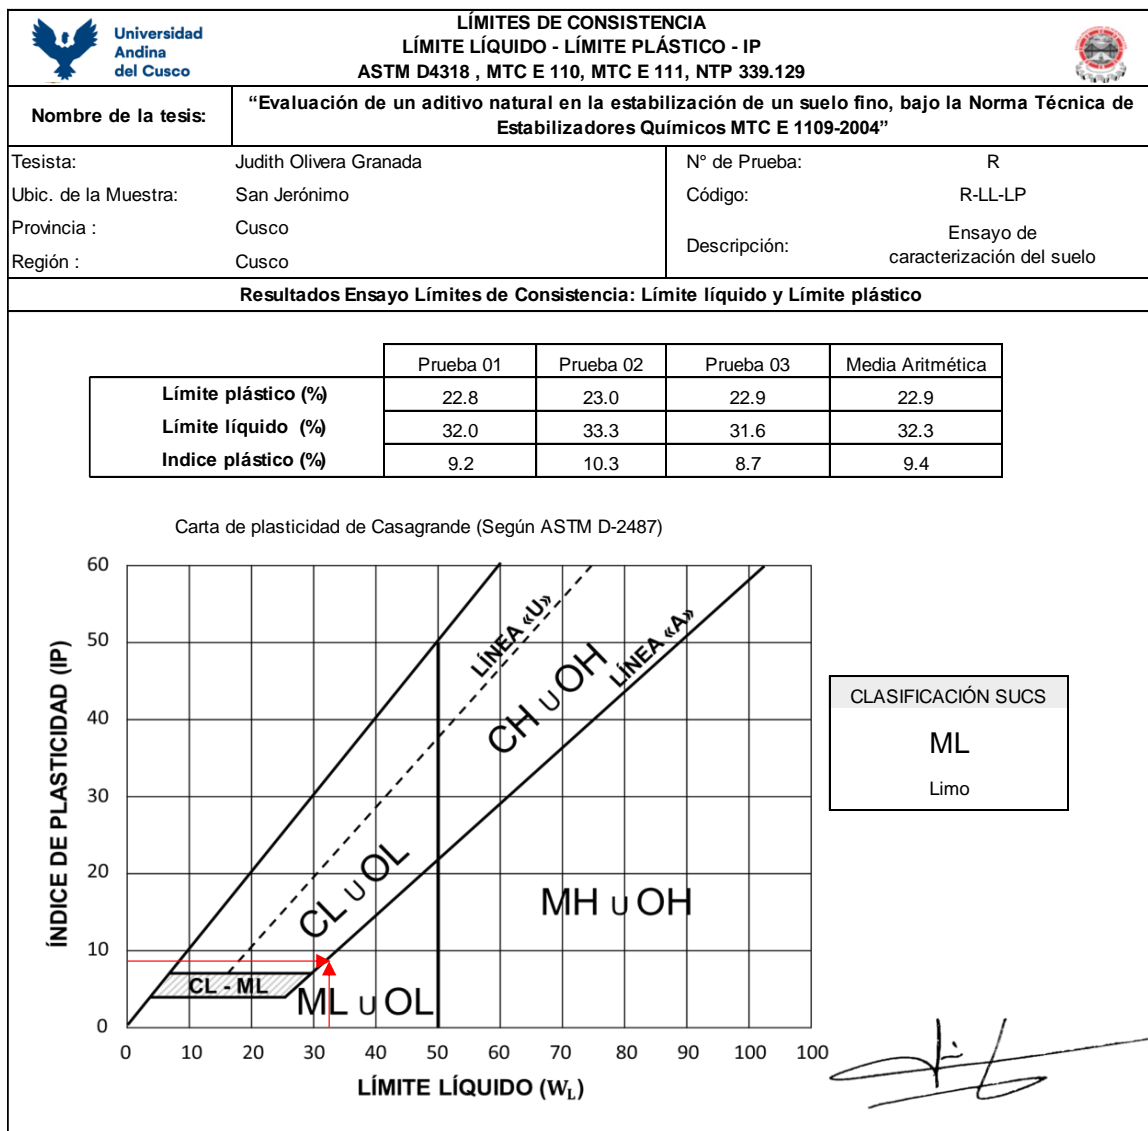 Universidad
Andina
del Cusco
LÍMITES DE CONSISTENCIA
LÍMITE LÍQUIDO - LÍMITE PLÁSTICO - IP
ASTM D4318 , MTC E 110, MTC E 111, NTP 339.129
Nombre de la tesis:
“Evaluación de un aditivo natural en la estabilización de un suelo fino, bajo la Norma Técnica de
Estabilizadores Químicos MTC E 1109-2004”
Tesista: Judith Olivera Granada
Ubic. de la Muestra: San Jerónimo
Provincia : Cusco
Región : Cusco
N° de Prueba: R
Código: R-LL-LP
Descripción: Ensayo de
caracterización del suelo
Resultados Ensayo Límites de Consistencia: Límite líquido y Límite plástico
Prueba 01 Prueba 02 Prueba 03 Media Aritmética
Límite plástico (%) 22.8 23.0 22.9 22.9
Límite líquido (%) 32.0 33.3 31.6 32.3
Indice plástico (%) 9.2 10.3 8.7 9.4
Carta de plasticidad de Casagrande (Según ASTM D-2487)
ÍNDICE DE PLASTICIDAD (IP)
60
50
40
30
20
10
0
LÍNEA «U»
LÍNEA «A»
CH U OH
CL U OL
MH U OH
CL - ML
ML U OL
0 10 20 30 40 50 60 70 80 90 100 100
LÍMITE LÍQUIDO (WL)
CLASIFICACIÓN SUCS
ML
Limo